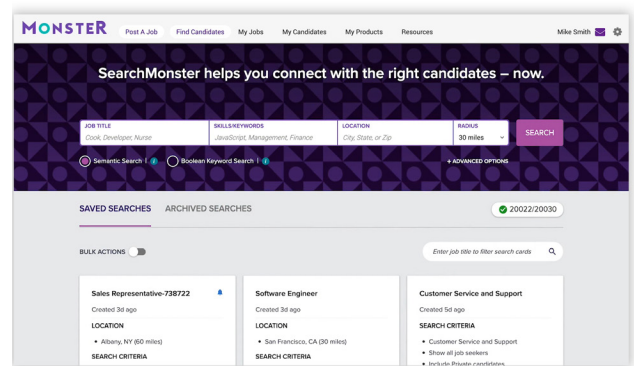 MONSTER
Post A Job Find Candidates My Jobs My Candidates My Products Resources Mike Smith
SearchMonster helps you connect with the right candidates – now.
JOB TITLE SKILLS/KEYWORDS LOCATION RADIUS
Cook, Developer, Nurse JavaScript, Management, Finance City, State, or Zip 30 miles SEARCH
Semantic Search | i Boolean Keyword Search | i + ADVANCED OPTIONS
SAVED SEARCHES ARCHIVED SEARCHES 20022/20030
BULK ACTIONS Enter job title to filter search cards
Sales Representative-738722 Software Engineer Customer Service and Support
Created 3d ago Created 3d ago Created 5d ago
LOCATION LOCATION SEARCH CRITERIA
• Albany, NY (60 miles) • San Francisco, CA (30 miles) • Customer Service and Support
• Show all job seekers
SEARCH CRITERIA SEARCH CRITERIA • Include Private candidates